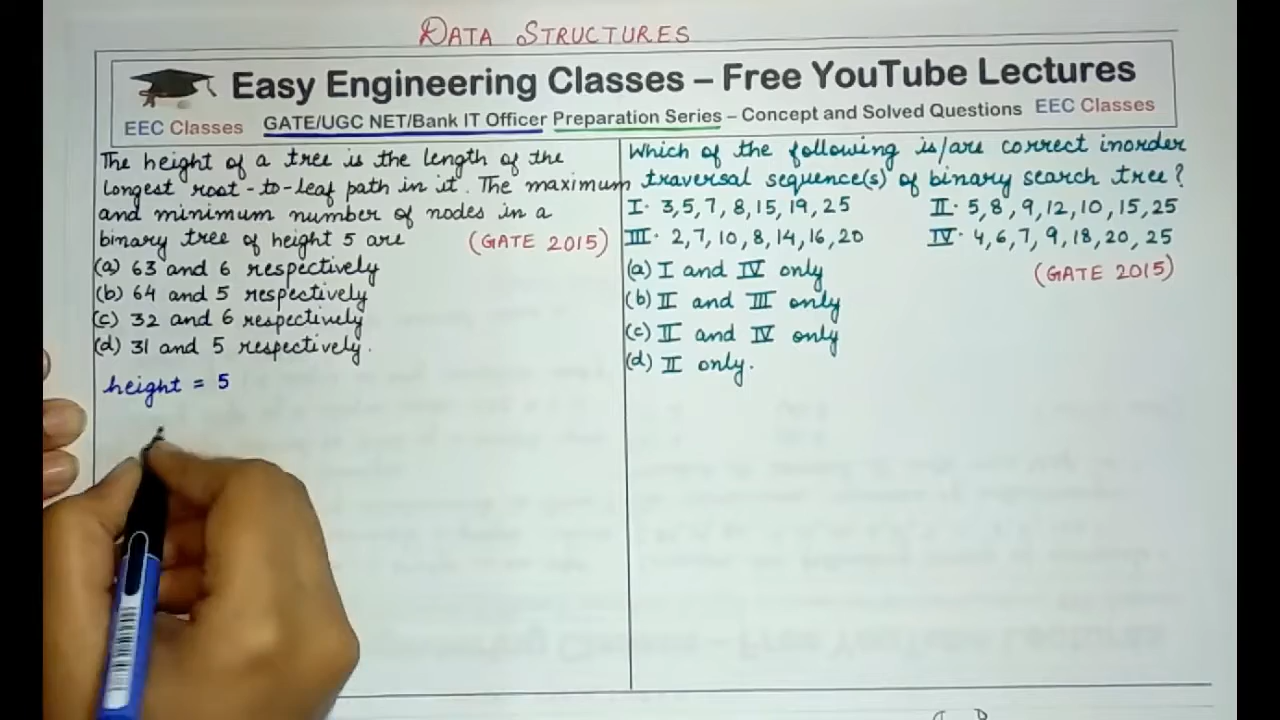 DATA STRUCTURES
Easy Engineering Classes – Free YouTube Lectures
EEC Classes GATE/UGC NET/Bank IT Officer Preparation Series – Concept and Solved Questions EEC Classes
The height of a tree is the length of the
longest root-to-leaf path in it. The maximum
and minimum number of nodes in a
binary tree of height 5 are (GATE 2015)
(a) 63 and 6 respectively
(b) 64 and 5 respectively
(c) 32 and 6 respectively
(d) 31 and 5 respectively.
height = 5
Which of the following is/are correct inorder
traversal sequence(s) of binary search tree?
I. 3, 5, 7, 8, 15, 19, 25 II. 5, 8, 9, 12, 10, 15, 25
III. 2, 7, 10, 8, 14, 16, 20 IV. 4, 6, 7, 9, 18, 20, 25
(a) I and IV only (GATE 2015)
(b) II and III only
(c) II and IV only
(d) II only.